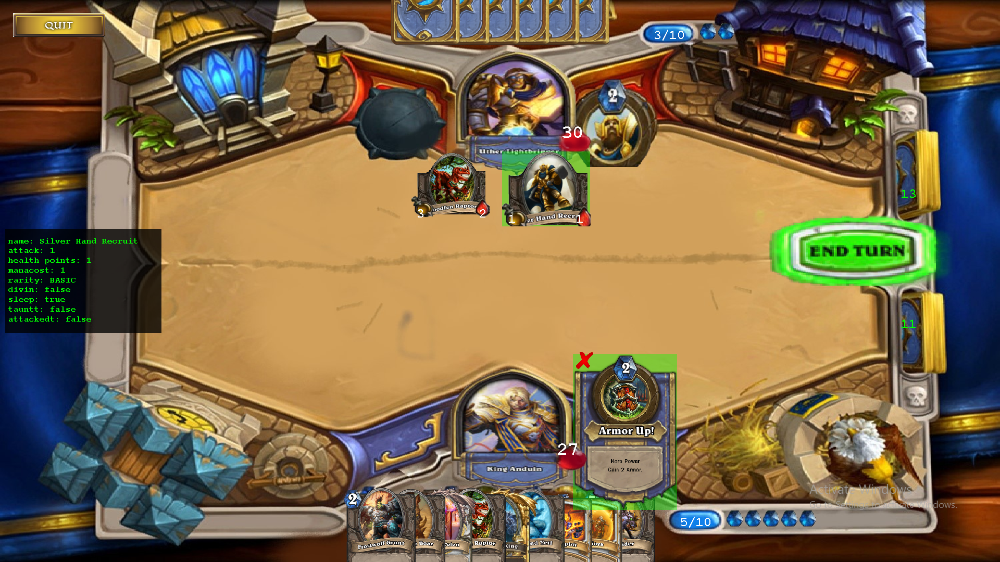 QUIT
3/10
2
30
Uther Lightbringer
oodfen Raptor
3
2
er Hand Recr
1
1
13
name: Silver Hand Recruit
attack: 1
health points: 1
manacost: 1
rarity: BASIC
divin: false
sleep: true
tauntt: false
attackedt: false
END TURN
11
2
Armor Up!
Hero Power
Gain 2 Armor.
27
King Anduin
Activate Windows
Go to Settings to activate Windows.
5/10
2
Frostwolf Grunt
t Boar
Velen
Raptor
King
nd Yeti
pirit
Nova
ider